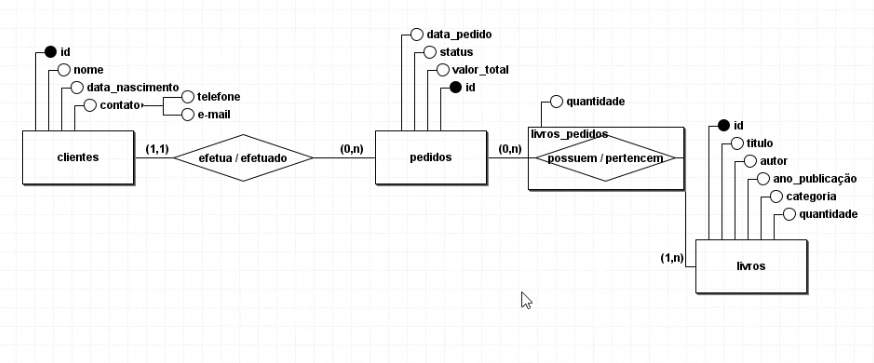 id
nome
data_nascimento
contato
telefone
e-mail
clientes
(1,1)
efetua / efetuado
(0,n)
data_pedido
status
valor_total
id
pedidos
(0,n)
quantidade
livros_pedidos
possuem / pertencem
(1,n)
id
titulo
autor
ano_publicação
categoria
quantidade
livros